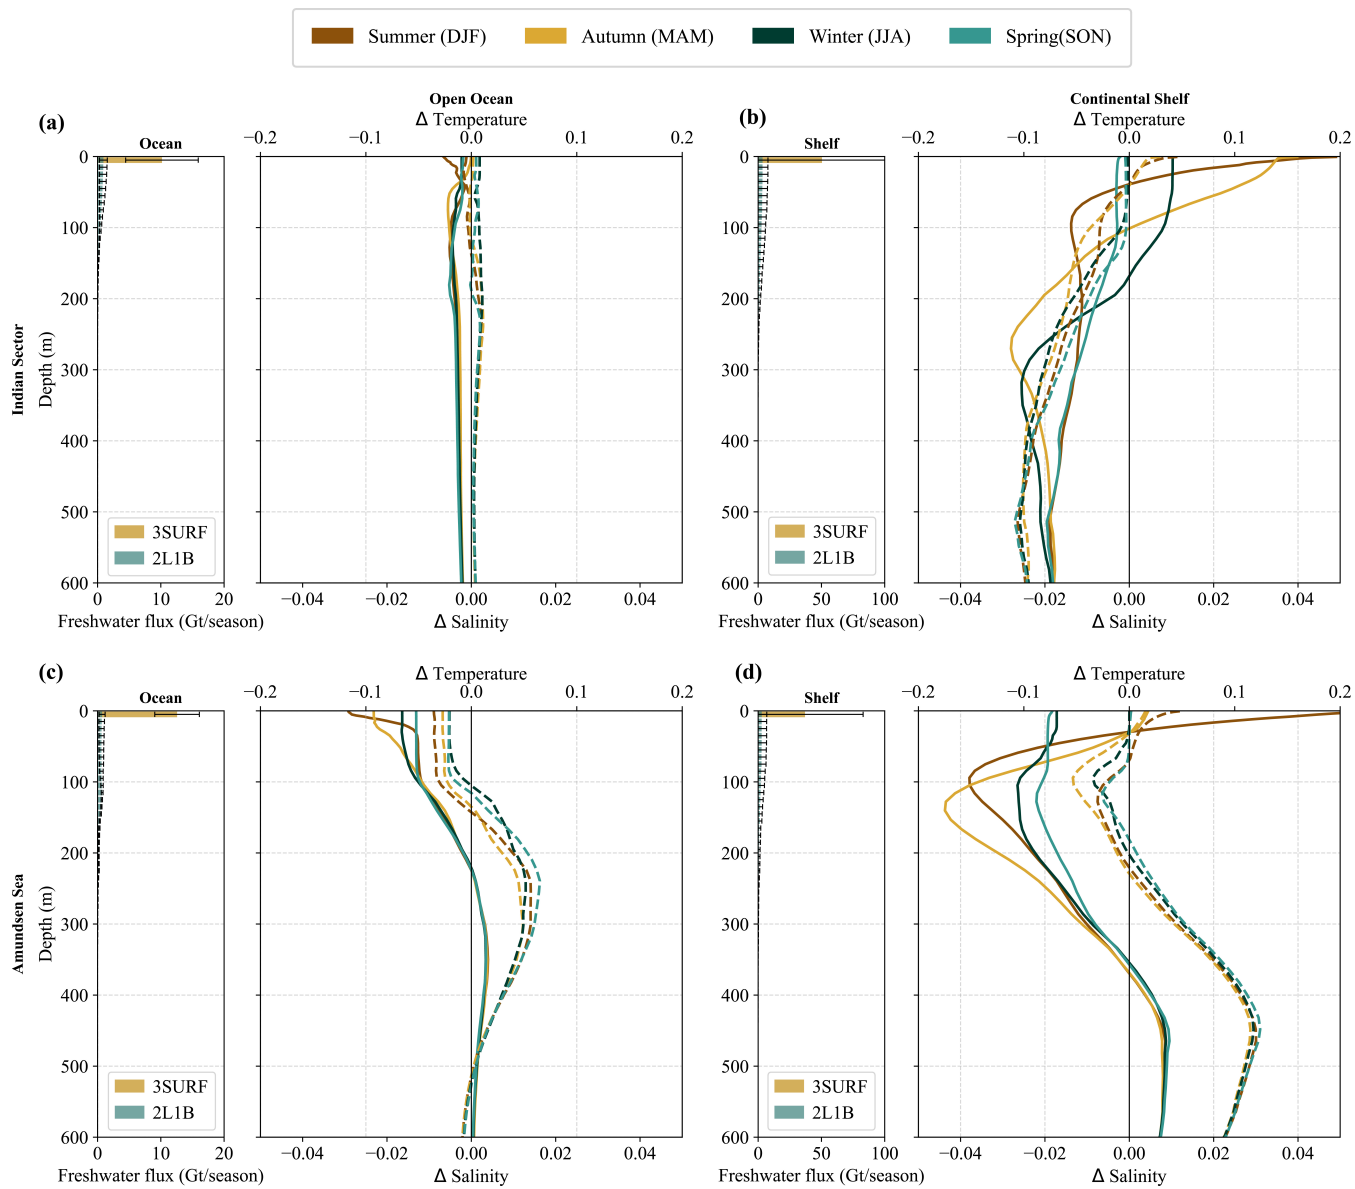 Summer (DJF) Autumn (MAM) Winter (JJA) Spring(SON)
(a) Open Ocean (b) Continental Shelf
Δ Temperature Δ Temperature
Ocean −0.2 −0.1 0.0 0.1 0.2 Shelf −0.2 −0.1 0.0 0.1 0.2
0 0
100 100
200 200
300 300
400 400
500 500
600 600
Indian Sector
Depth (m)
3SURF 3SURF
2L1B 2L1B
0 10 20 −0.04 −0.02 0.00 0.02 0.04 0 50 100 −0.04 −0.02 0.00 0.02 0.04
Freshwater flux (Gt/season) Δ Salinity Freshwater flux (Gt/season) Δ Salinity
(c) Δ Temperature (d) Δ Temperature
Ocean −0.2 −0.1 0.0 0.1 0.2 Shelf −0.2 −0.1 0.0 0.1 0.2
0 0
100 100
200 200
300 300
400 400
500 500
600 600
Amundsen Sea
Depth (m)
3SURF 3SURF
2L1B 2L1B
0 10 20 −0.04 −0.02 0.00 0.02 0.04 0 50 100 −0.04 −0.02 0.00 0.02 0.04
Freshwater flux (Gt/season) Δ Salinity Freshwater flux (Gt/season) Δ Salinity